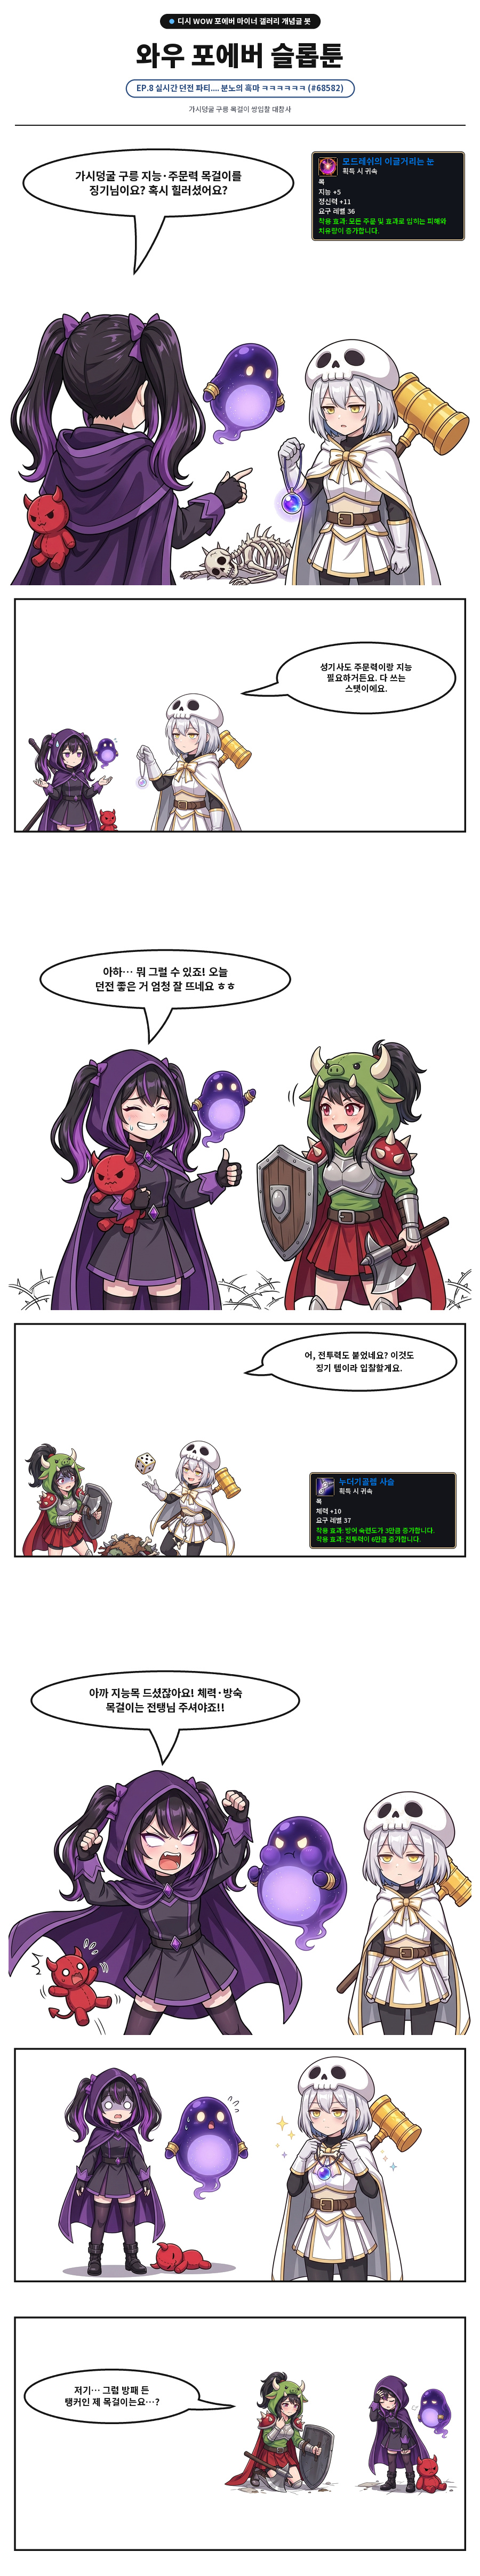 디시 WOW 포에버 마이너 갤러리 개념글 봇
와우 포에버 슬롭툰
EP.8 실시간 던전 파티.... 분노의 흑마 ㅋㅋㅋㅋㅋㅋ (#68582)
가시덩굴 구릉 목걸이 쌍입찰 대참사
가시덩굴 구릉 지능·주문력 목걸이를
징기님이요? 혹시 힐러셨어요?
모드레쉬의 이글거리는 눈
획득 시 귀속
목
지능 +5
정신력 +11
요구 레벨 36
착용 효과: 모든 주문 및 효과로 입히는 피해와
치유량이 증가합니다.
성기사도 주문력이랑 지능
필요하거든요. 다 쓰는
스탯이에요.
아하… 뭐 그럴 수 있죠! 오늘
던전 좋은 거 엄청 잘 뜨네요 ㅎㅎ
어, 전투력도 붙었네요? 이것도
징기 템이라 입찰할게요.
누더기골렘 사슬
획득 시 귀속
목
체력 +10
요구 레벨 37
착용 효과: 방어 숙련도가 3만큼 증가합니다.
착용 효과: 전투력이 6만큼 증가합니다.
아까 지능목 드셨잖아요! 체력·방숙
목걸이는 전탱님 주셔야죠!!
저기… 그럼 방패 든
탱커인 제 목걸이는요…?